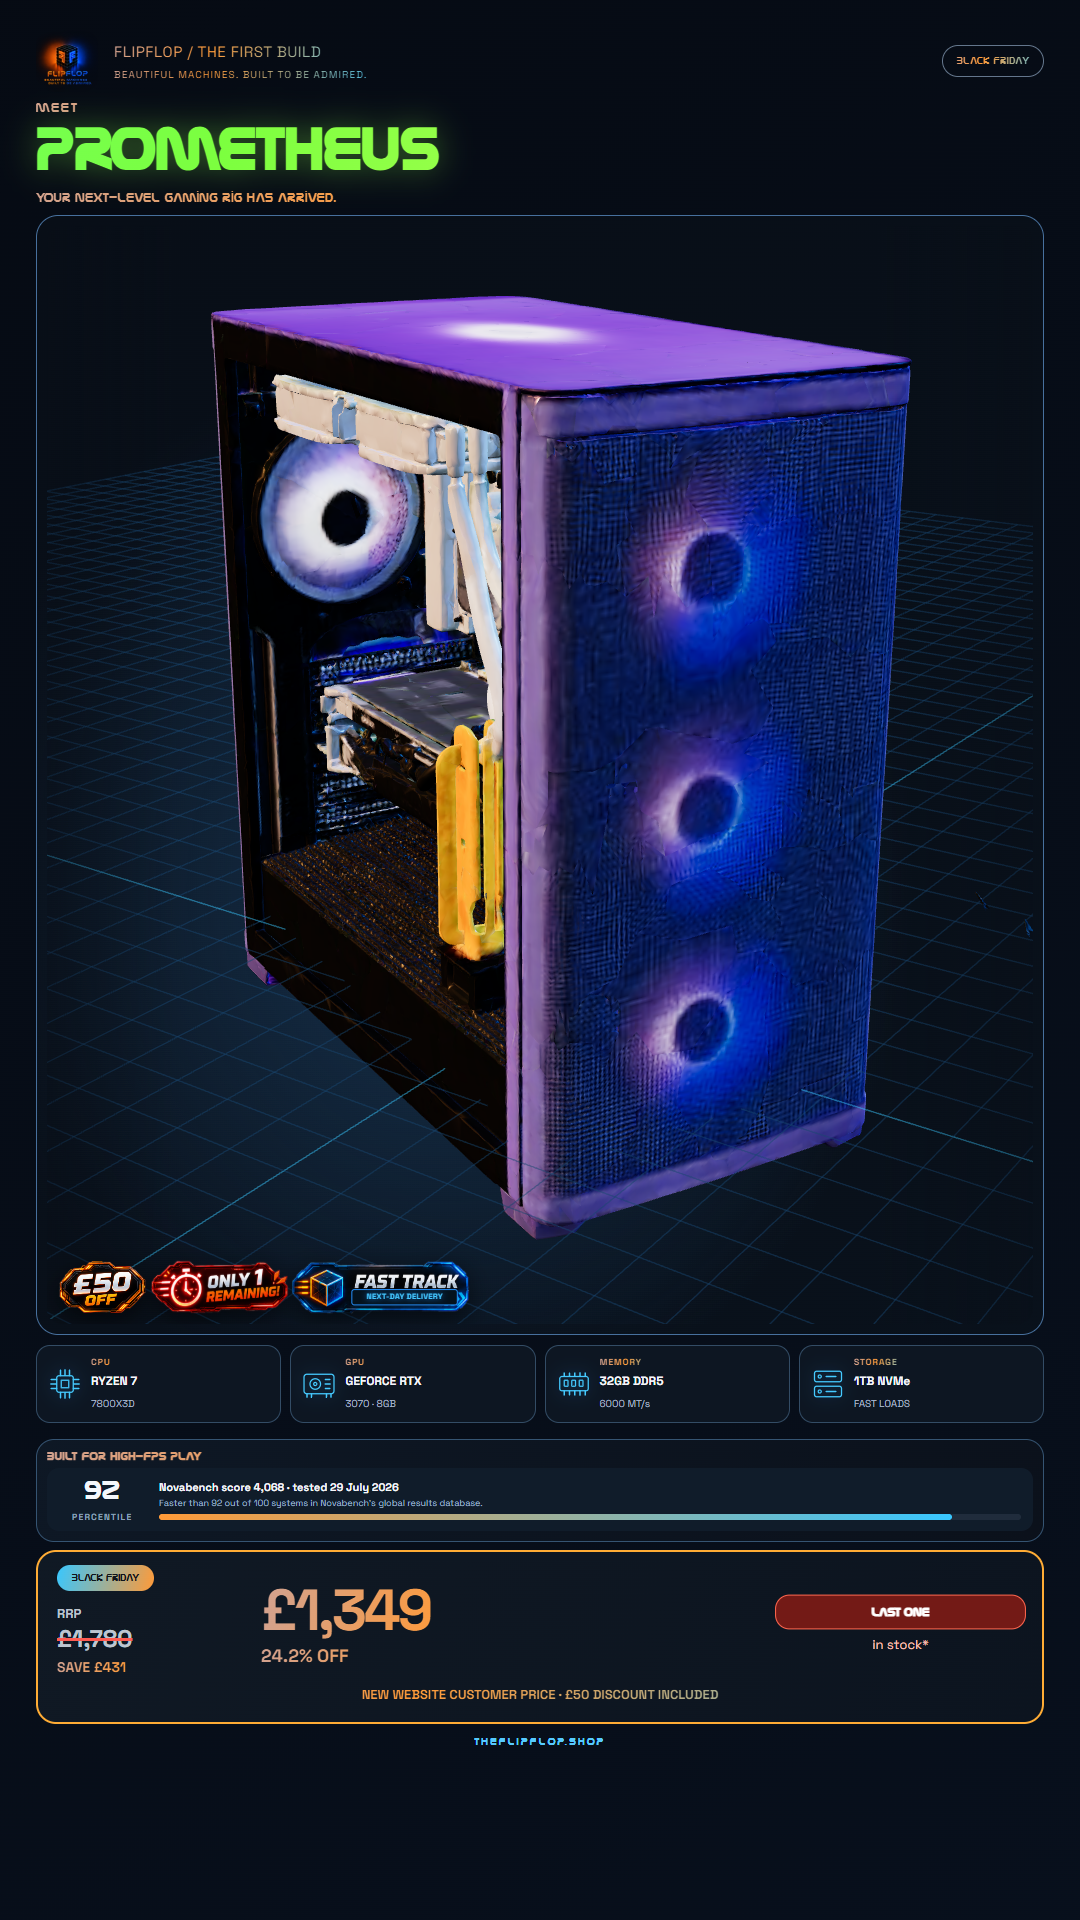 FLIPFLOP
FLIPFLOP / THE FIRST BUILD
BEAUTIFUL MACHINES. BUILT TO BE ADMIRED.
BLACK FRIDAY
MEET
PROMETHEUS
YOUR NEXT-LEVEL GAMING RIG HAS ARRIVED.
£50
OFF
ONLY 1
REMAINING!
FAST TRACK
NEXT-DAY DELIVERY
CPU
RYZEN 7
7800X3D
GPU
GEFORCE RTX
3070 · 8GB
MEMORY
32GB DDR5
6000 MT/s
STORAGE
1TB NVMe
FAST LOADS
BUILT FOR HIGH-FPS PLAY
92
PERCENTILE
Novabench score 4,068 · tested 29 July 2026
Faster than 92 out of 100 systems in Novabench's global results database.
BLACK FRIDAY
RRP
£1,780
SAVE £431
£1,349
24.2% OFF
LAST ONE
in stock*
NEW WEBSITE CUSTOMER PRICE · £50 DISCOUNT INCLUDED
THEFLIPFLOP.SHOP